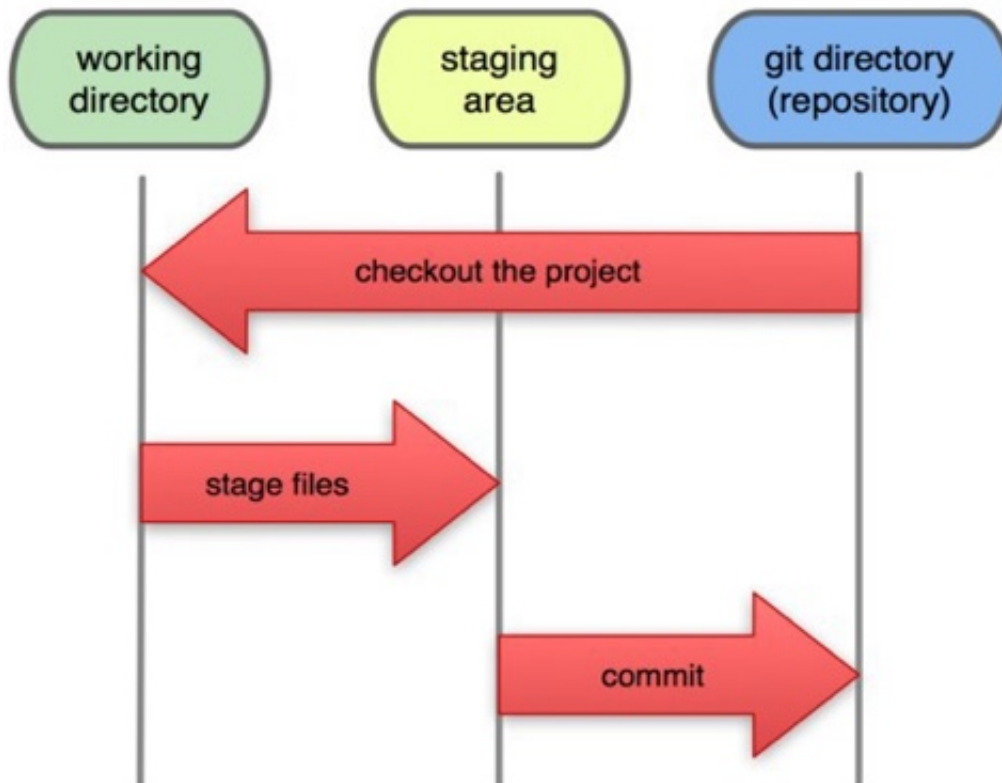 working
directory
staging
area
git directory
(repository)
checkout the project
stage files
commit